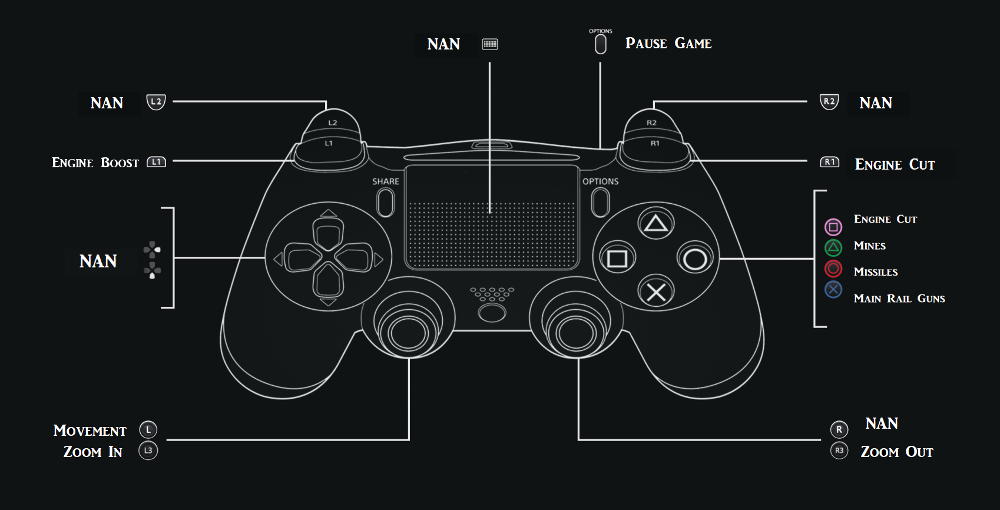 OPTIONS
NAN
PAUSE GAME
NAN L2
R2 NAN
L2
R2
L1
R1
ENGINE BOOST L1
R1 ENGINE CUT
SHARE
OPTIONS
ENGINE CUT
MINES
NAN
MISSILES
MAIN RAIL GUNS
MOVEMENT L
R NAN
ZOOM IN L3
R3 ZOOM OUT